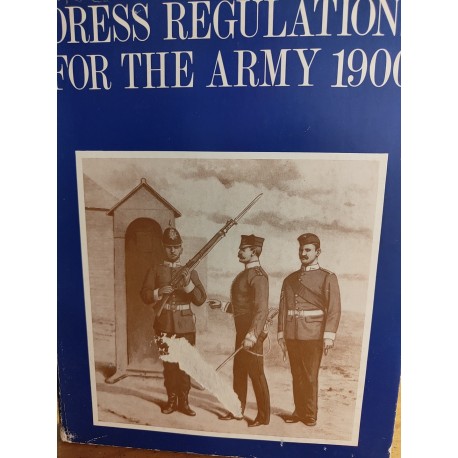 DRESS REGULATION
FOR THE ARMY 1900